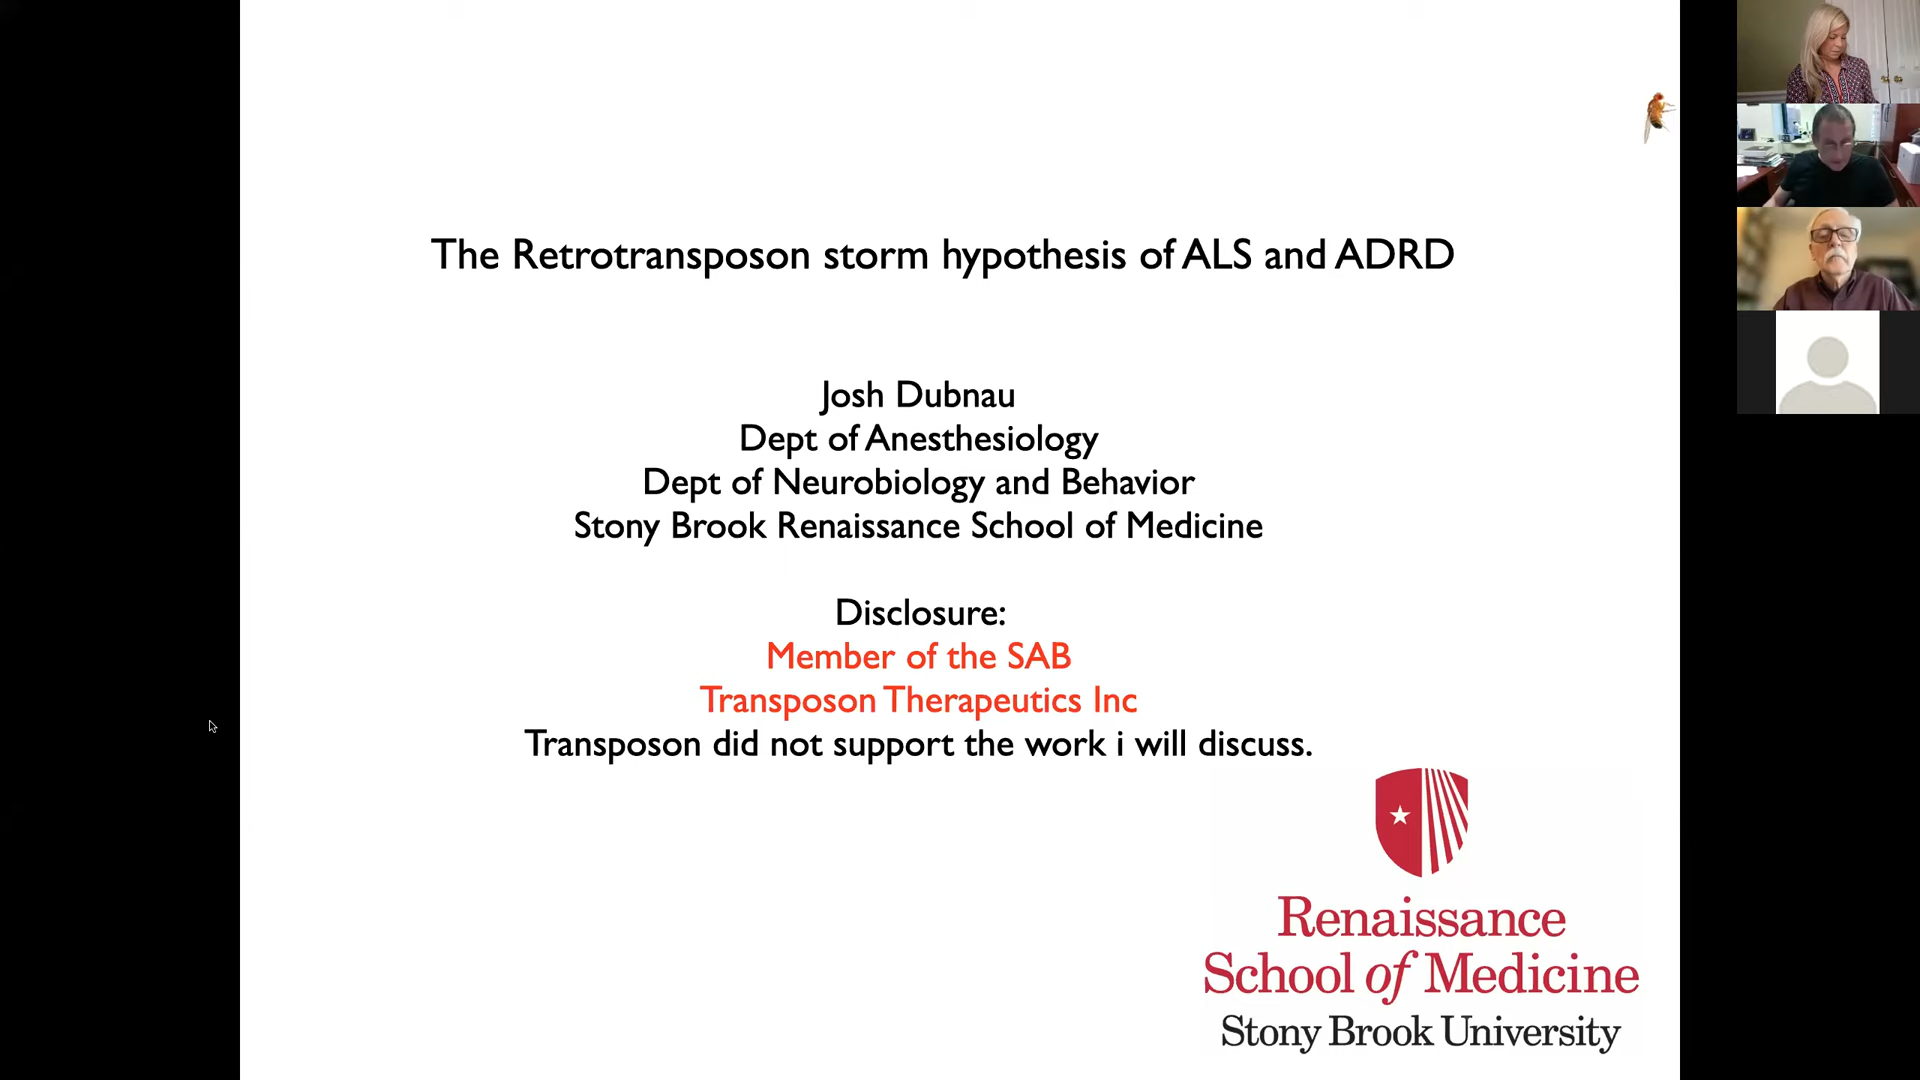 The Retrotransposon storm hypothesis of ALS and ADRD
Josh Dubnau
Dept of Anesthesiology
Dept of Neurobiology and Behavior
Stony Brook Renaissance School of Medicine
Disclosure:
Member of the SAB
Transposon Therapeutics Inc
Transposon did not support the work i will discuss.
Renaissance
School of Medicine
Stony Brook University